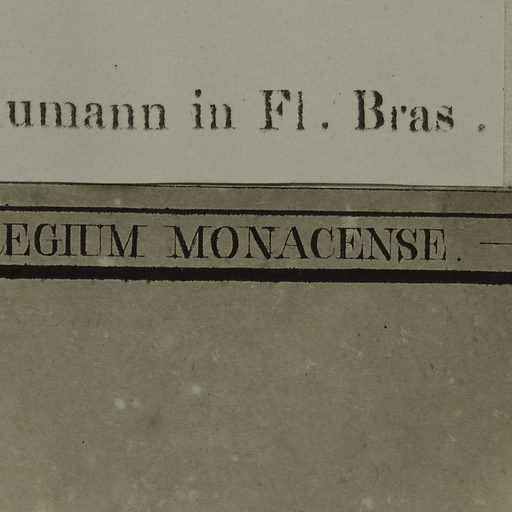 umann in Fl. Bras.
EGIUM MONACENSE.